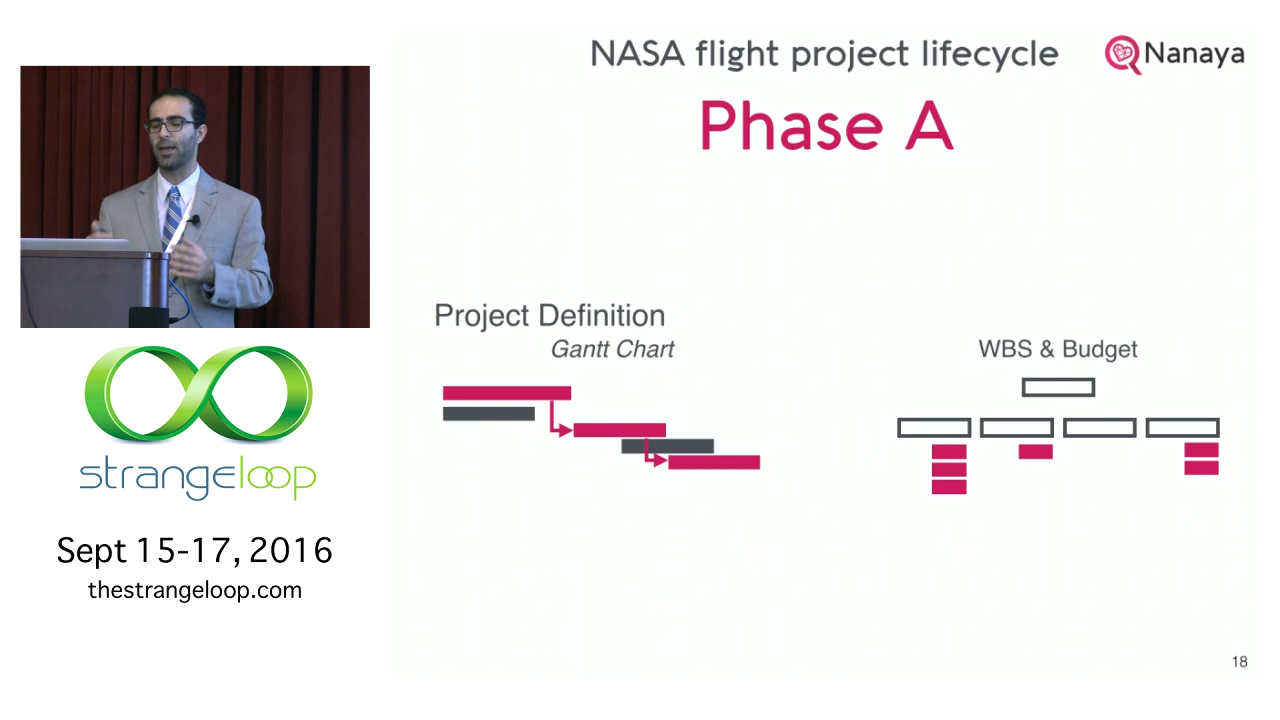 NASA flight project lifecycle
Nanaya
Phase A
Project Definition
Gantt Chart
WBS & Budget
strangeloop
Sept 15-17, 2016
thestrangeloop.com
18